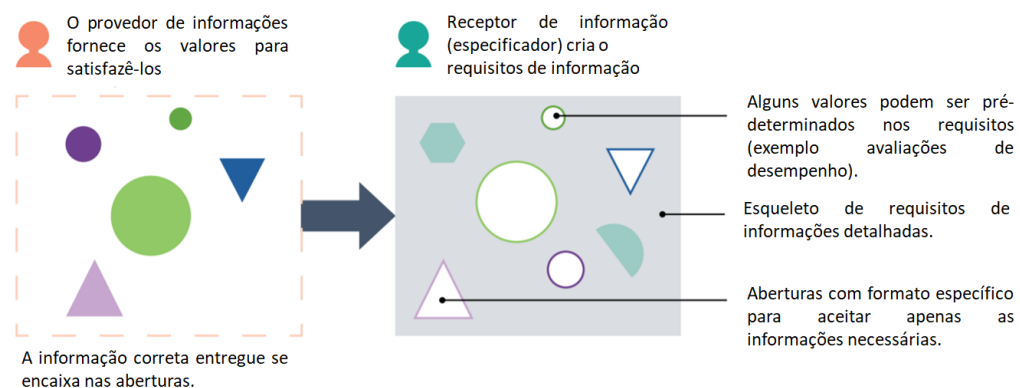 O provedor de informações
fornece os valores para
satisfazê-los
Receptor de informação
(especificador) cria o
requisitos de informação
Alguns valores podem ser pré-
determinados nos requisitos
(exemplo avaliações de
desempenho).
Esqueleto de requisitos de
informações detalhadas.
Aberturas com formato específico
para aceitar apenas as
informações necessárias.
A informação correta entregue se
encaixa nas aberturas.